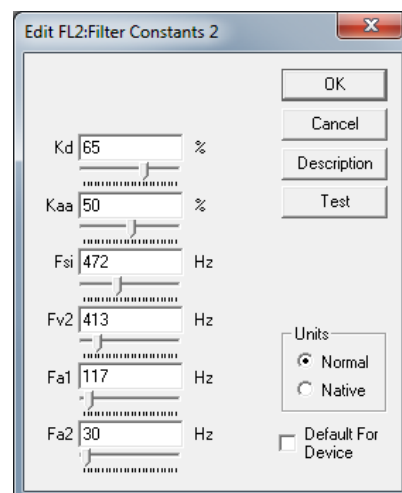 Edit FL2:Filter Constants 2
OK
Cancel
Kd 65 %
Description
Kaa 50 %
Test
Fsi 472 Hz
Fv2 413 Hz
Units
Normal
Fa1 117 Hz
Native
Fa2 30 Hz
Default For
Device